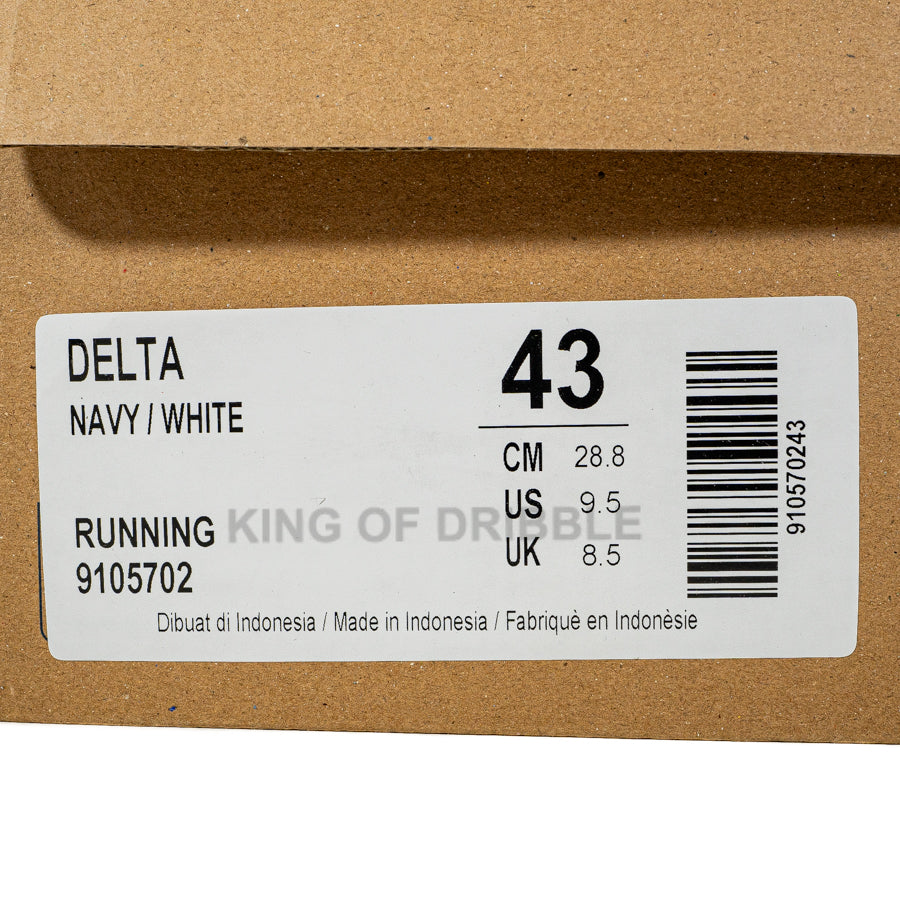 DELTA
NAVY / WHITE
43
CM 28.8
US 9.5
UK 8.5
RUNNING
9105702
KING OF DRIBBLE
910570243
Dibuat di Indonesia / Made in Indonesia / Fabriquè en Indonèsie